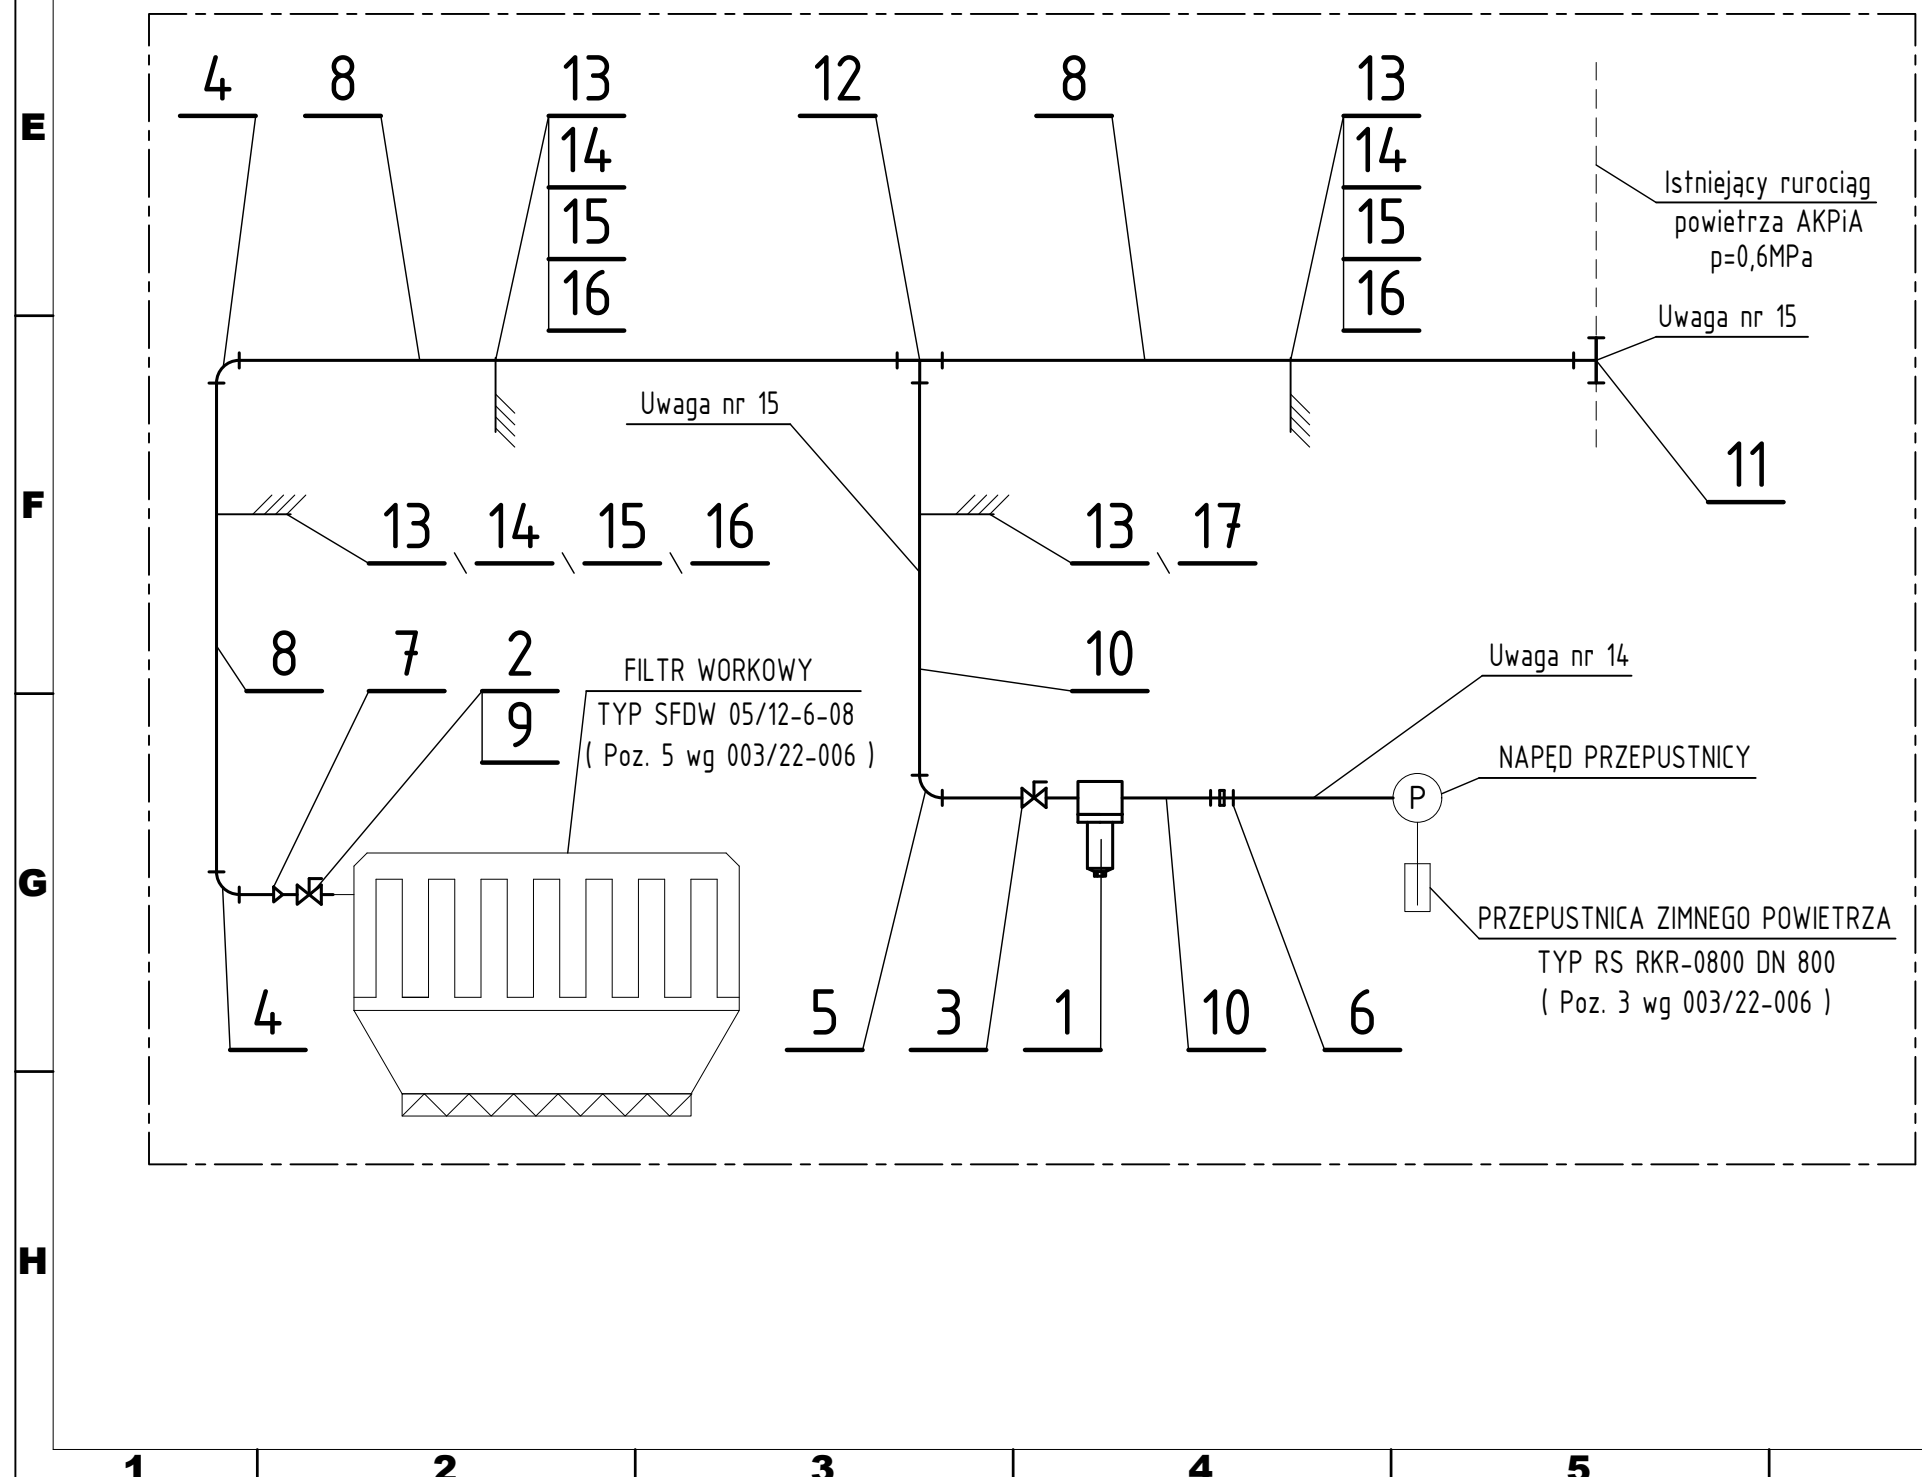 4 8 13 12 8 13
14 14
15 15
16 16
E
Istniejący rurociąg
powietrza AKPiA
p=0,6MPa
Uwaga nr 15
Uwaga nr 15
11
F
13 \ 14 \ 15 \ 16
13 \ 17
8 7 2
9
FILTR WORKOWY
TYP SFDW 05/12-6-08
( Poz. 5 wg 003/22-006 )
10
Uwaga nr 14
NAPĘD PRZEPUSTNICY
P
G
PRZEPUSTNICA ZIMNEGO POWIETRZA
TYP RS RKR-0800 DN 800
( Poz. 3 wg 003/22-006 )
4 5 3 1 10 6
H
1 2 3 4 5